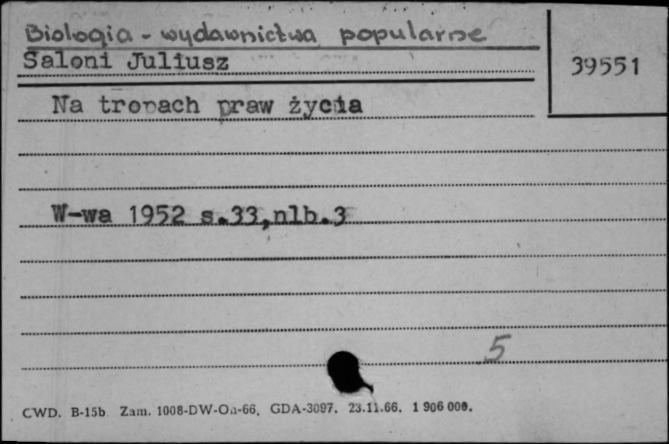 Biologia - wydawnictwa popularne
Saloni Juliusz
39551
Na tropach praw życia
W-wa 1952 s.33,nlb.3
5
CWD. B-15b Zam. 1008-DW-Oa-66. GDA-3097. 23.11.66. 1 906 000.